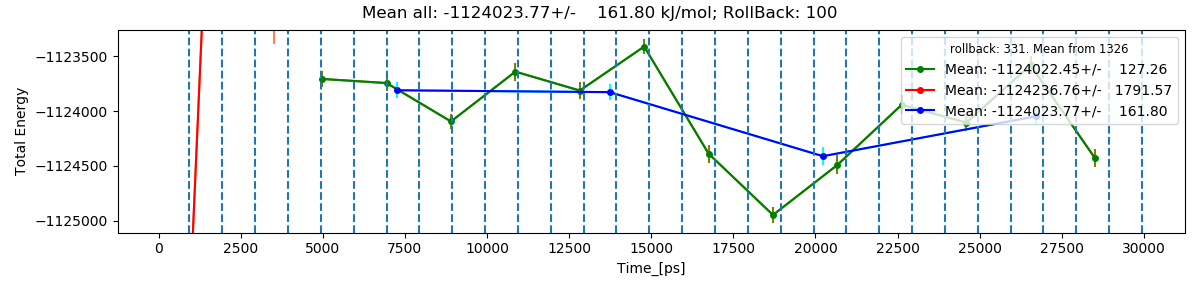 Mean all: -1124023.77+/-    161.80 kJ/mol; RollBack: 100
Total Energy
−1123500
−1124000
−1124500
−1125000
rollback: 331. Mean from 1326
Mean: -1124022.45+/-    127.26
Mean: -1124236.76+/-   1791.57
Mean: -1124023.77+/-    161.80
0 2500 5000 7500 10000 12500 15000 17500 20000 22500 25000 27500 30000
Time_[ps]